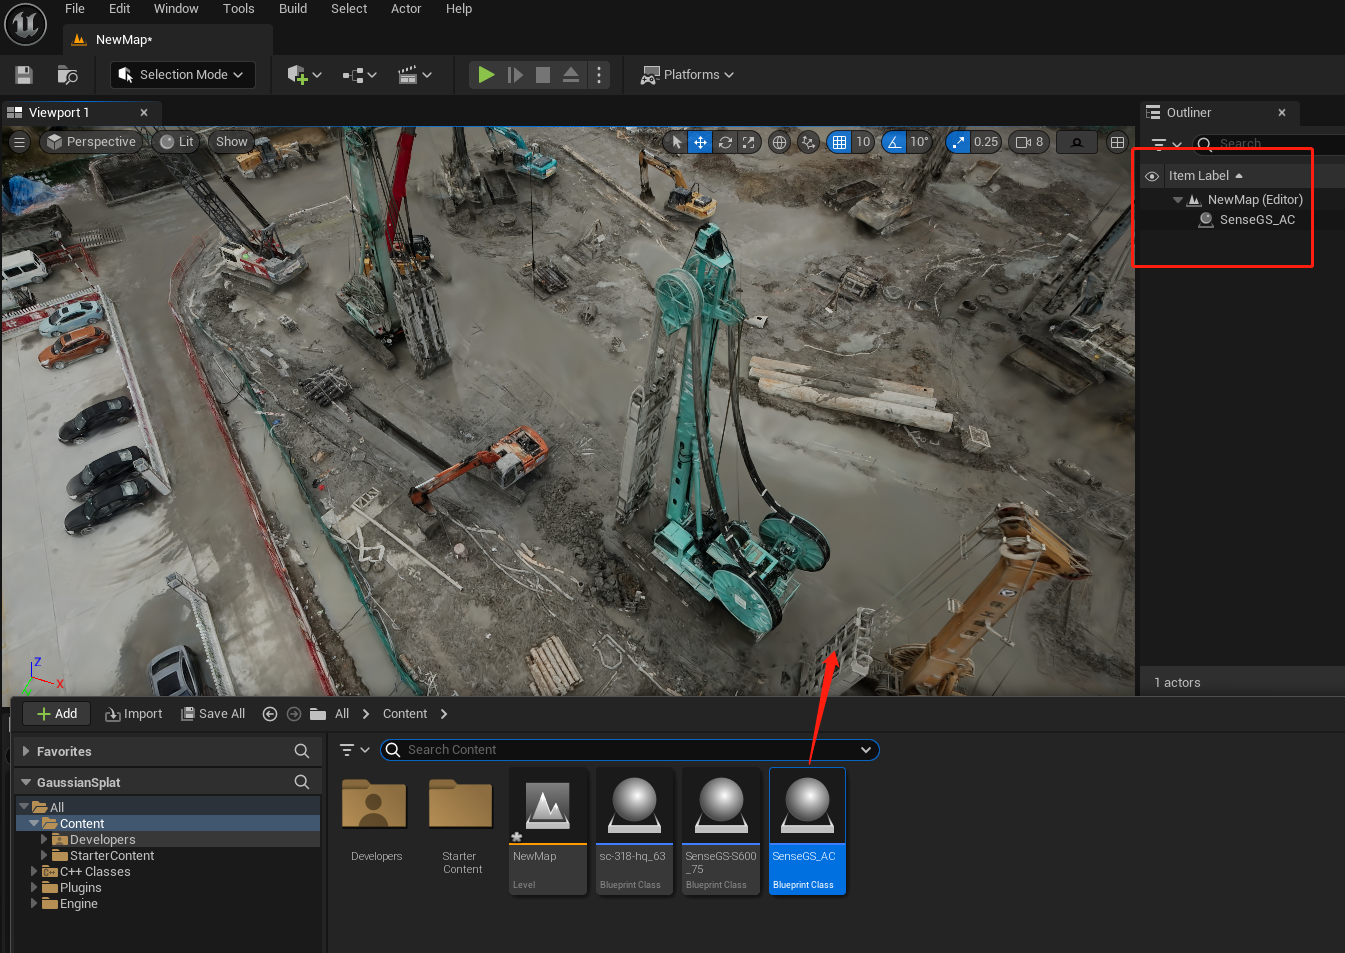 File Edit Window Tools Build Select Actor Help
NewMap*
Selection Mode
Platforms
Viewport 1
Outliner
Perspective Lit Show
10 10° 0.25 8
Search
Item Label
NewMap (Editor)
SenseGS_AC
Z
X
1 actors
Add Import Save All All Content
Favorites
Search Content
GaussianSplat
All
Content
Developers
StarterContent
C++ Classes
Plugins
Engine
Developers
Starter
Content
NewMap
Level
sc-318-hq_63
Blueprint Class
SenseGS-S600
_75
Blueprint Class
SenseGS_AC
Blueprint Class